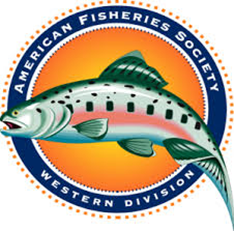 AMERICAN FISHERIES SOCIETY
WESTERN DIVISION